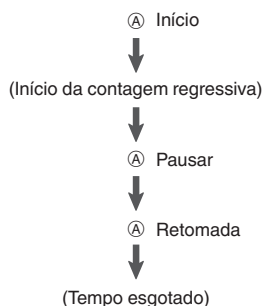 Ⓐ Início
(Início da contagem regressiva)
Ⓐ Pausar
Ⓐ Retomada
(Tempo esgotado)